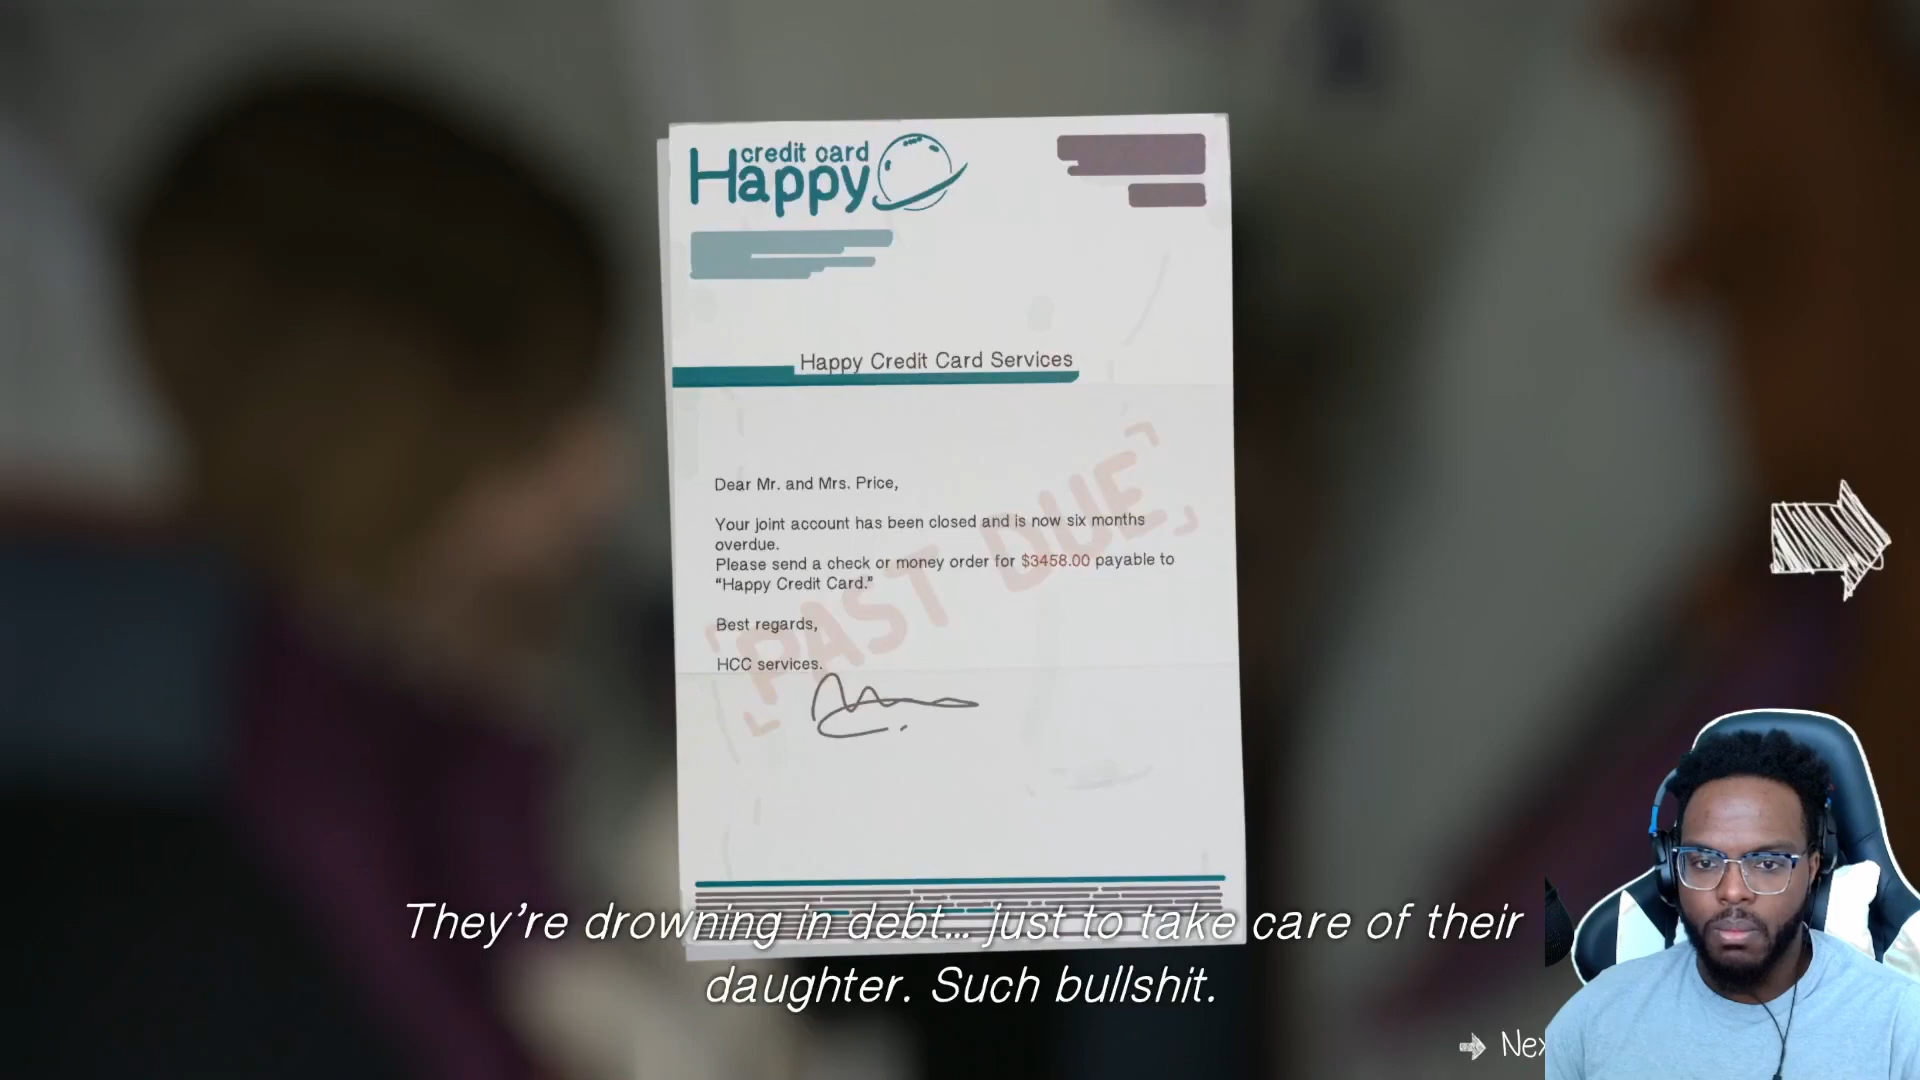 credit card
Happy
Happy Credit Card Services
Dear Mr. and Mrs. Price,
Your joint account has been closed and is now six months
overdue.
Please send a check or money order for $3458.00 payable to
“Happy Credit Card.”
PAST DUE
Best regards,
HCC services.
They’re drowning in debt... just to take care of their
daughter. Such bullshit.
Nex